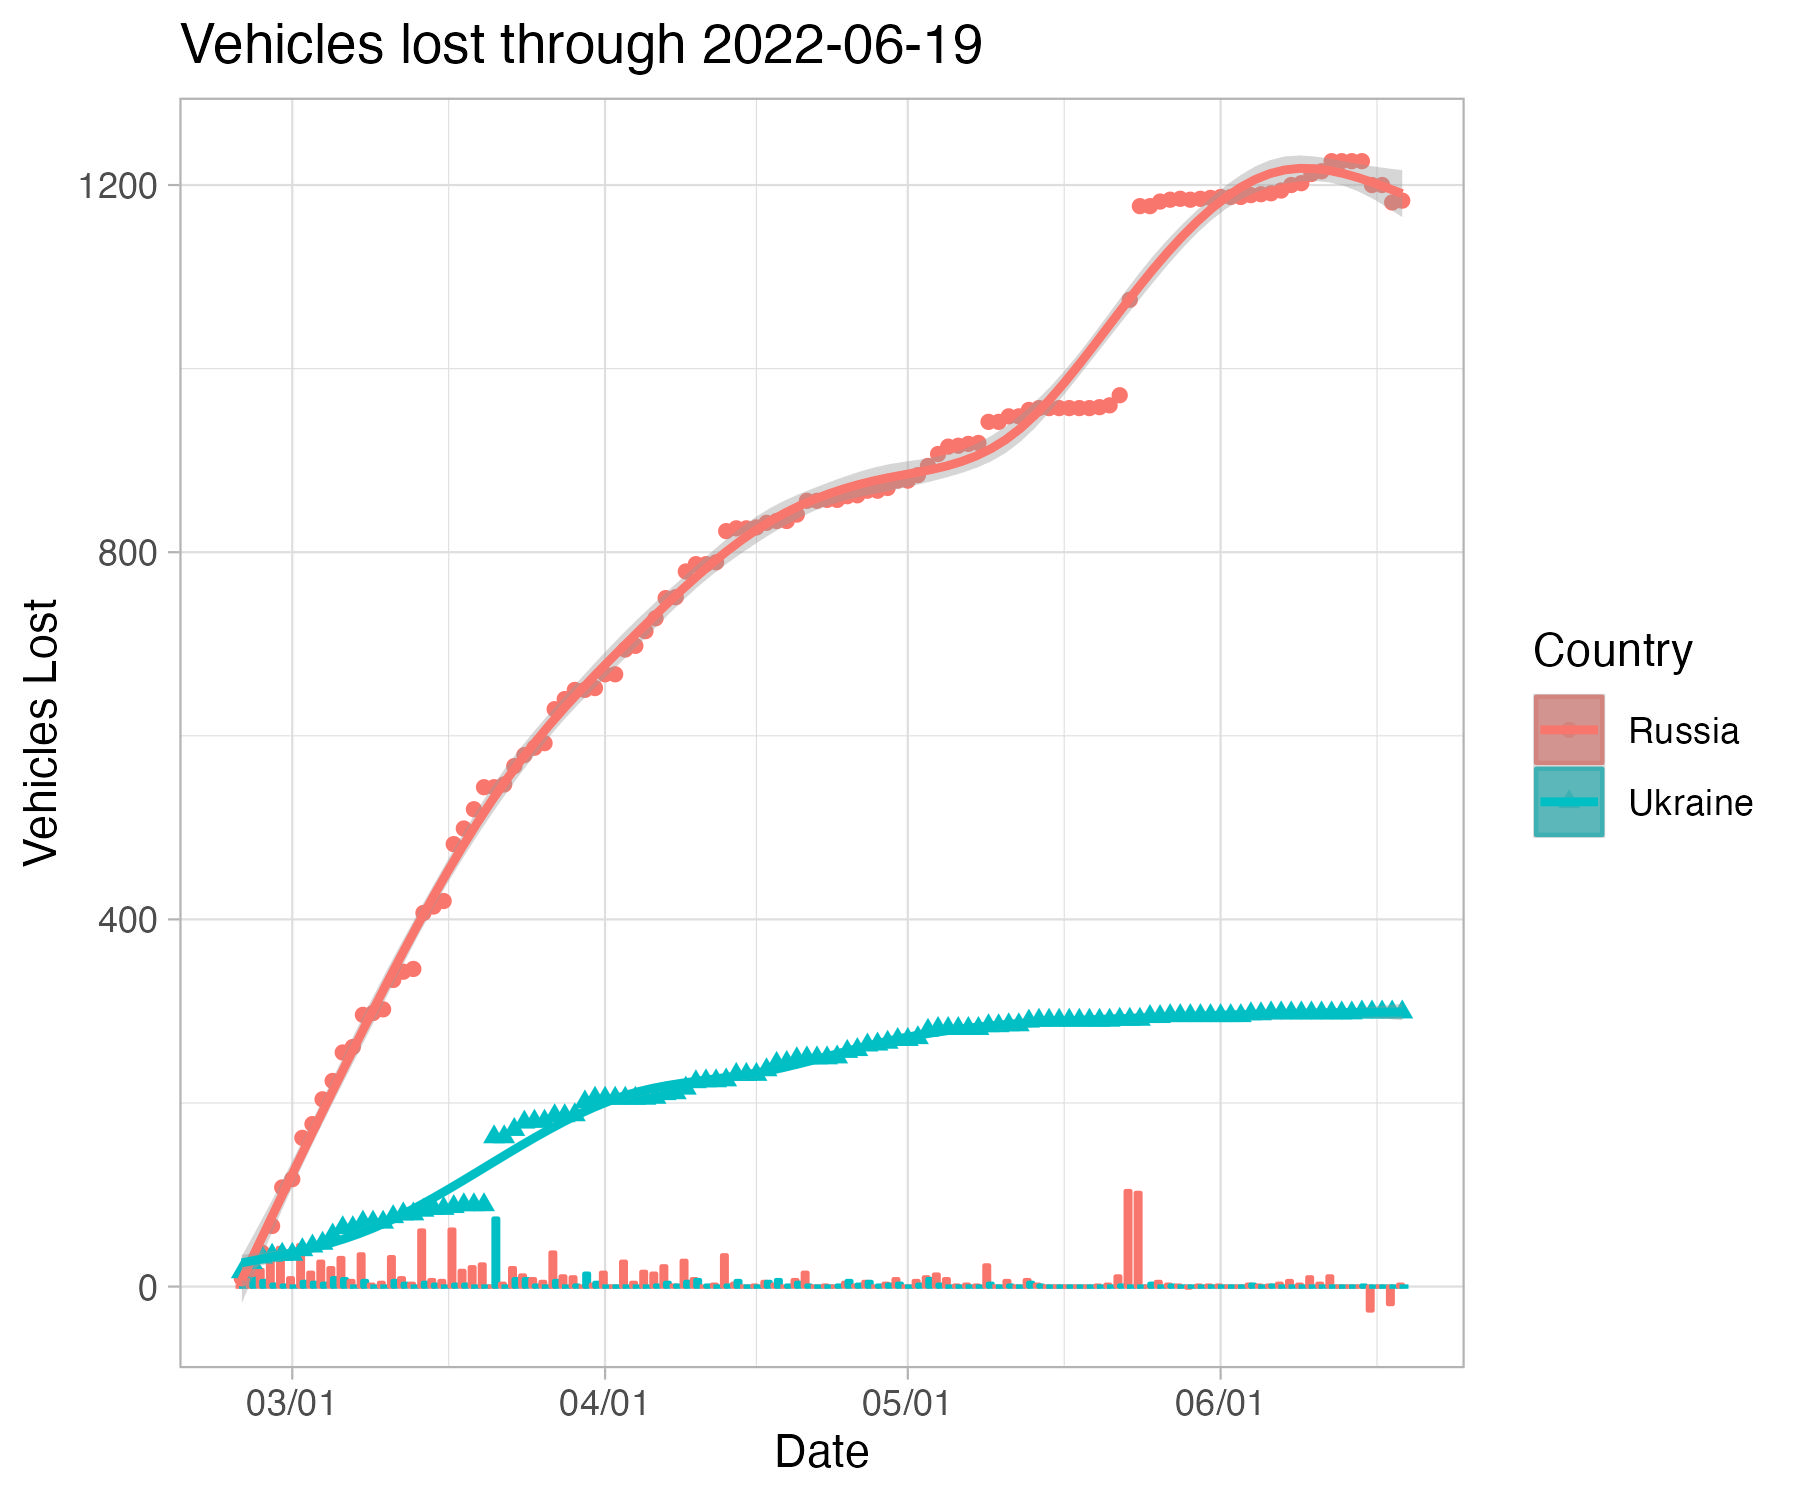 Vehicles lost through 2022-06-19
Vehicles Lost
1200
800
400
0
03/01
04/01
05/01
06/01
Date
Country
Russia
Ukraine